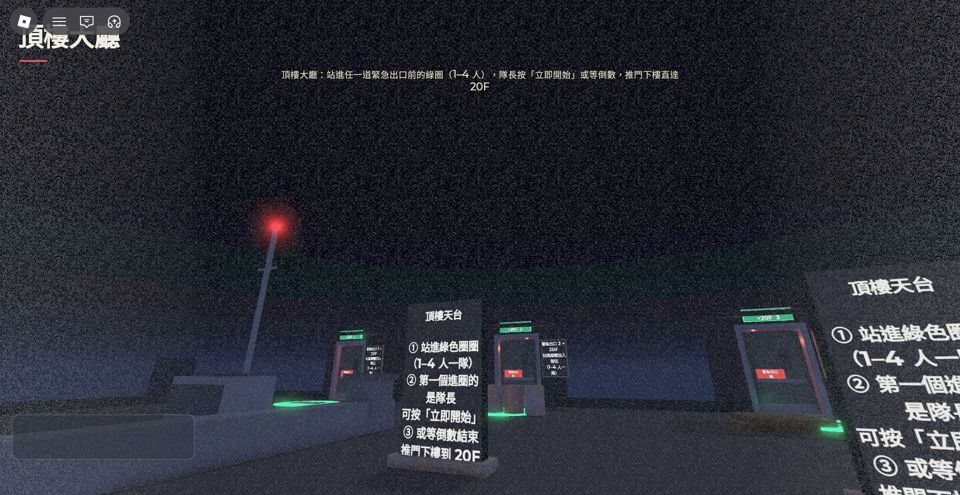 頂樓大廳
頂樓大廳：站進任一道緊急出口前的綠圈（1–4 人），隊長按「立即開始」或等倒數，推門下樓直達
20F
頂樓天台
① 站進綠色圈圈
（1–4 人一隊）
② 第一個進圈的
是隊長
可按「立即開始」
③ 或等倒數結束
推門下樓到 20F
頂樓天台
① 站進綠色圈
（1–4 人一
② 第一個進
是隊
可按「立
③ 或等